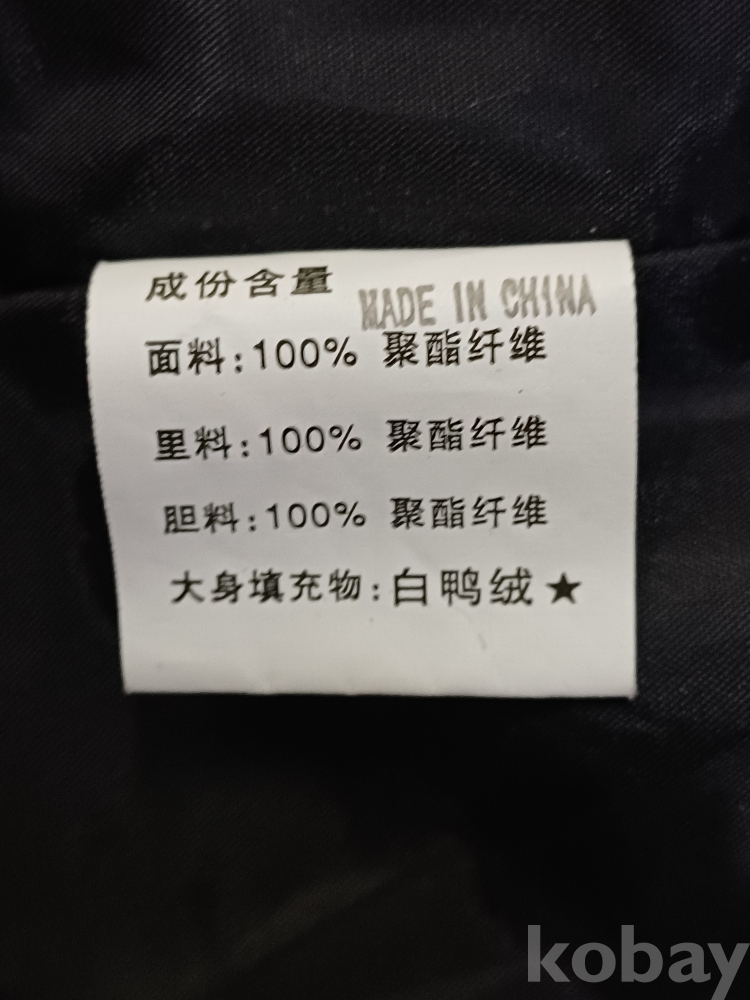 成份含量
MADE IN CHINA
面料:100% 聚酯纤维
里料:100% 聚酯纤维
胆料:100% 聚酯纤维
大身填充物:白鸭绒★
kobay